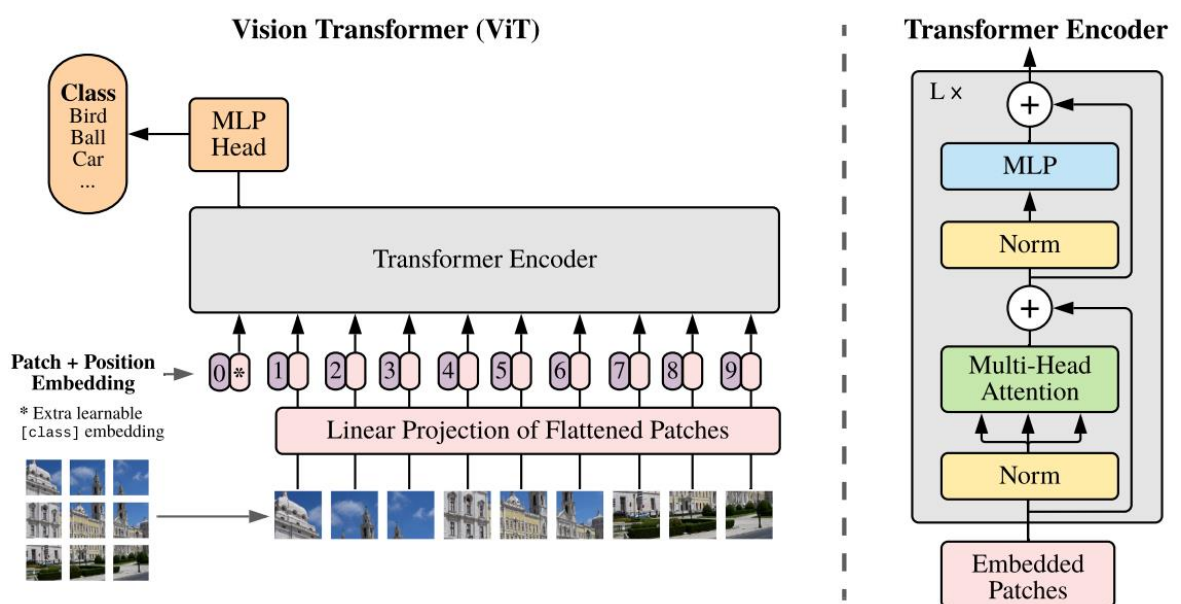 Vision Transformer (ViT)
Class
Bird
Ball
Car
...
MLP
Head
Transformer Encoder
Patch + Position
Embedding
0 * 1 2 3 4 5 6 7 8 9
* Extra learnable
[class] embedding
Linear Projection of Flattened Patches
Transformer Encoder
L ×
+
MLP
Norm
+
Multi-Head
Attention
Norm
Embedded
Patches